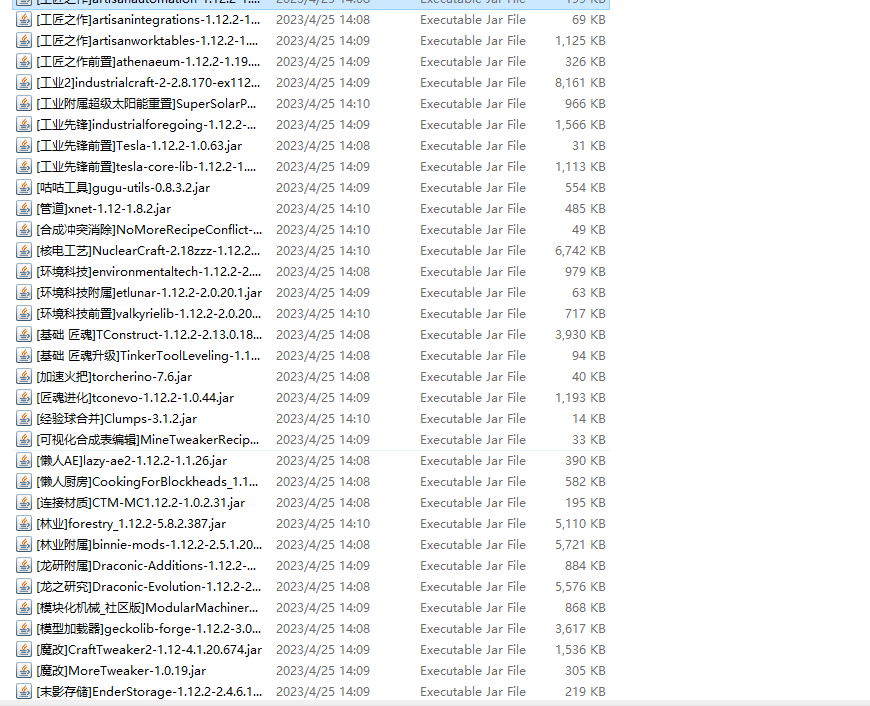 [工匠之作]artisanautomation-1.12.2-1.... 2023/4/25 14:08 Executable Jar File 199 KB
[工匠之作]artisanintegrations-1.12.2-1... 2023/4/25 14:08 Executable Jar File 69 KB
[工匠之作]artisanworktables-1.12.2-1.... 2023/4/25 14:08 Executable Jar File 1,125 KB
[工匠之作前置]athenaeum-1.12.2-1.19.... 2023/4/25 14:09 Executable Jar File 326 KB
[工业2]industrialcraft-2-2.8.170-ex112... 2023/4/25 14:09 Executable Jar File 8,161 KB
[工业附属超级太阳能重置]SuperSolarP... 2023/4/25 14:10 Executable Jar File 966 KB
[工业先锋]industrialforegoing-1.12.2-... 2023/4/25 14:09 Executable Jar File 1,566 KB
[工业先锋前置]Tesla-1.12.2-1.0.63.jar 2023/4/25 14:08 Executable Jar File 31 KB
[工业先锋前置]tesla-core-lib-1.12.2-1.... 2023/4/25 14:09 Executable Jar File 1,113 KB
[咕咕工具]gugu-utils-0.8.3.2.jar 2023/4/25 14:09 Executable Jar File 554 KB
[管道]xnet-1.12-1.8.2.jar 2023/4/25 14:10 Executable Jar File 485 KB
[合成冲突消除]NoMoreRecipeConflict-... 2023/4/25 14:10 Executable Jar File 49 KB
[核电工艺]NuclearCraft-2.18zzz-1.12.2... 2023/4/25 14:10 Executable Jar File 6,742 KB
[环境科技]environmentaltech-1.12.2-2.... 2023/4/25 14:08 Executable Jar File 979 KB
[环境科技附属]etlunar-1.12.2-2.0.20.1.jar 2023/4/25 14:09 Executable Jar File 63 KB
[环境科技前置]valkyrielib-1.12.2-2.0.20... 2023/4/25 14:10 Executable Jar File 717 KB
[基础 匠魂]TConstruct-1.12.2-2.13.0.18... 2023/4/25 14:08 Executable Jar File 3,930 KB
[基础 匠魂升级]TinkerToolLeveling-1.1... 2023/4/25 14:08 Executable Jar File 94 KB
[加速火把]torcherino-7.6.jar 2023/4/25 14:08 Executable Jar File 40 KB
[匠魂进化]tconevo-1.12.2-1.0.44.jar 2023/4/25 14:09 Executable Jar File 1,193 KB
[经验球合并]Clumps-3.1.2.jar 2023/4/25 14:10 Executable Jar File 14 KB
[可视化合成表编辑]MineTweakerRecip... 2023/4/25 14:09 Executable Jar File 33 KB
[懒人AE]lazy-ae2-1.12.2-1.1.26.jar 2023/4/25 14:08 Executable Jar File 390 KB
[懒人厨房]CookingForBlockheads_1.1... 2023/4/25 14:08 Executable Jar File 582 KB
[连接材质]CTM-MC1.12.2-1.0.2.31.jar 2023/4/25 14:08 Executable Jar File 195 KB
[林业]forestry_1.12.2-5.8.2.387.jar 2023/4/25 14:10 Executable Jar File 5,110 KB
[林业附属]binnie-mods-1.12.2-2.5.1.20... 2023/4/25 14:08 Executable Jar File 5,721 KB
[龙研附属]Draconic-Additions-1.12.2-... 2023/4/25 14:09 Executable Jar File 884 KB
[龙之研究]Draconic-Evolution-1.12.2-2... 2023/4/25 14:08 Executable Jar File 5,576 KB
[模块化机械_社区版]ModularMachiner... 2023/4/25 14:09 Executable Jar File 868 KB
[模型加载器]geckolib-forge-1.12.2-3.0... 2023/4/25 14:08 Executable Jar File 3,617 KB
[魔改]CraftTweaker2-1.12-4.1.20.674.jar 2023/4/25 14:09 Executable Jar File 1,536 KB
[魔改]MoreTweaker-1.0.19.jar 2023/4/25 14:09 Executable Jar File 305 KB
[末影存储]EnderStorage-1.12.2-2.4.6.1... 2023/4/25 14:09 Executable Jar File 219 KB